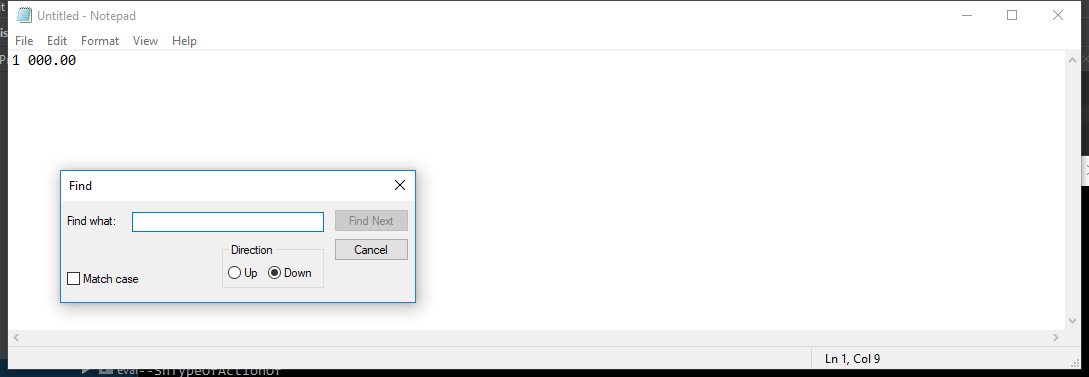 Untitled - Notepad
File Edit Format View Help
1 000.00
Find
Find what:
Find Next
Direction
Cancel
Up Down
Match case
Ln 1, Col 9